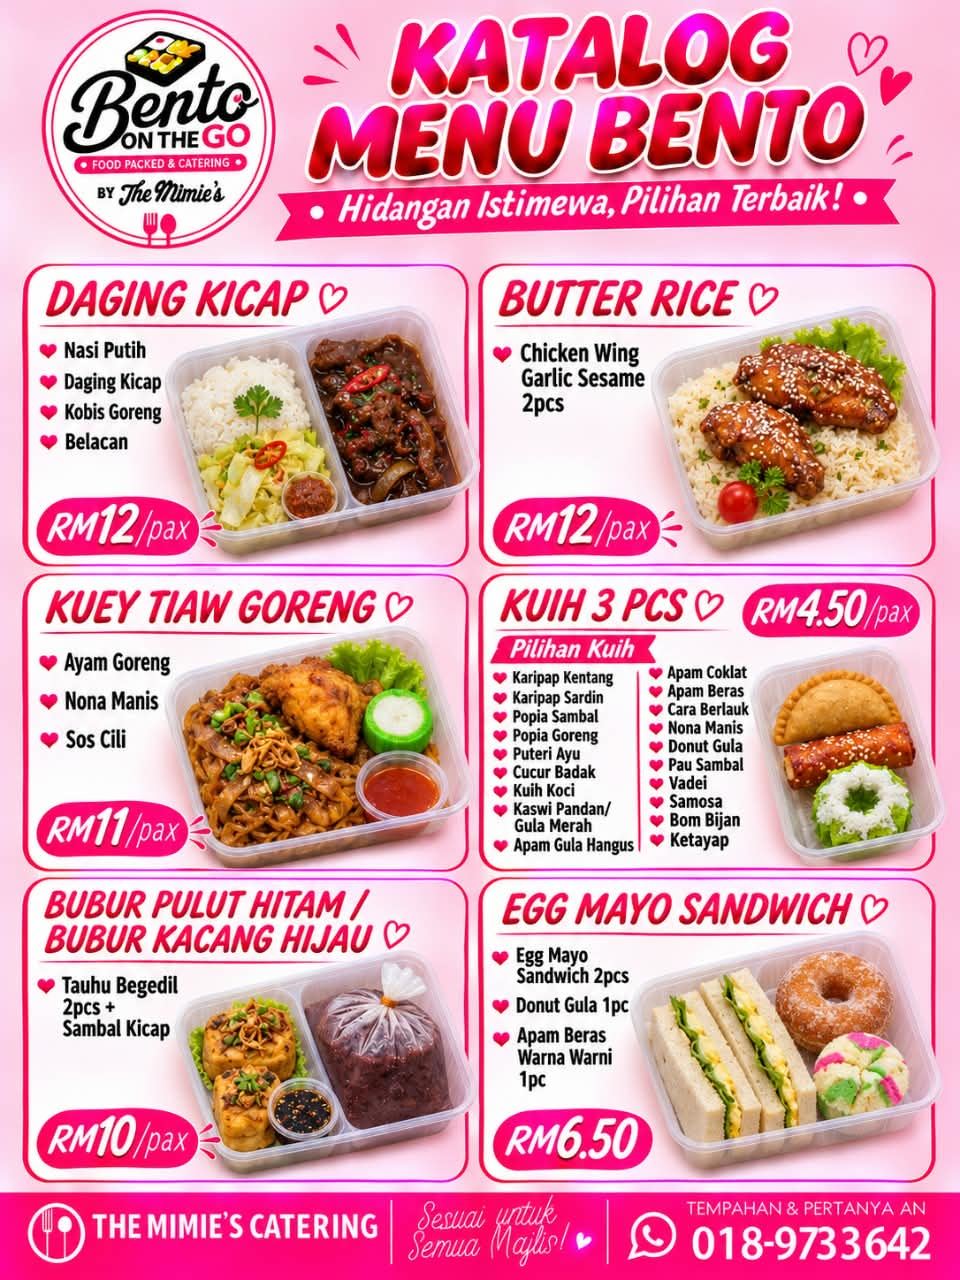 Bento
ON THE GO
• FOOD PACKED & CATERING •
BY The Mimie's
KATALOG
MENU BENTO
• Hidangan Istimewa, Pilihan Terbaik! •
DAGING KICAP
Nasi Putih
Daging Kicap
Kobis Goreng
Belacan
RM12/pax
BUTTER RICE
Chicken Wing
Garlic Sesame
2pcs
RM12/pax
KUEY TIAW GORENG
Ayam Goreng
Nona Manis
Sos Cili
RM11/pax
KUIH 3 PCS
RM4.50/pax
Pilihan Kuih
Karipap Kentang
Karipap Sardin
Popia Sambal
Popia Goreng
Puteri Ayu
Cucur Badak
Kuih Koci
Kaswi Pandan/
Gula Merah
Apam Gula Hangus
Apam Coklat
Apam Beras
Cara Berlauk
Nona Manis
Donut Gula
Pau Sambal
Vadei
Samosa
Bom Bijan
Ketayap
BUBUR PULUT HITAM /
BUBUR KACANG HIJAU
Tauhu Begedil
2pcs +
Sambal Kicap
RM10/pax
EGG MAYO SANDWICH
Egg Mayo
Sandwich 2pcs
Donut Gula 1pc
Apam Beras
Warna Warni
1pc
RM6.50
THE MIMIE'S CATERING
Sesuai untuk
Semua Majlis!
TEMPAHAN & PERTANYA AN
018-9733642